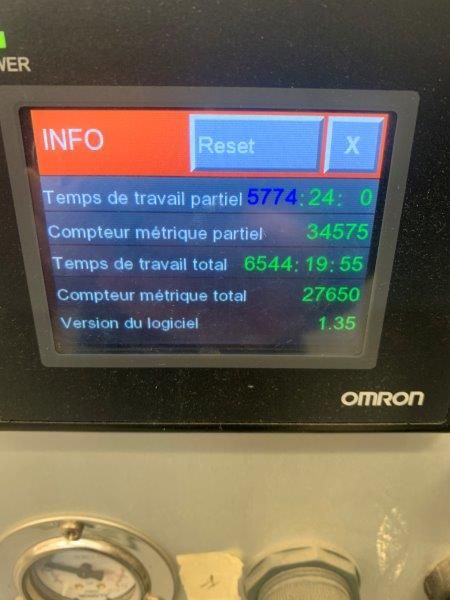 WER
INFO Reset X
Temps de travail partiel 5774:24: 0
Compteur métrique partiel 34575
Temps de travail total 6544:19:55
Compteur métrique total 27650
Version du logiciel 1.35
OMRON